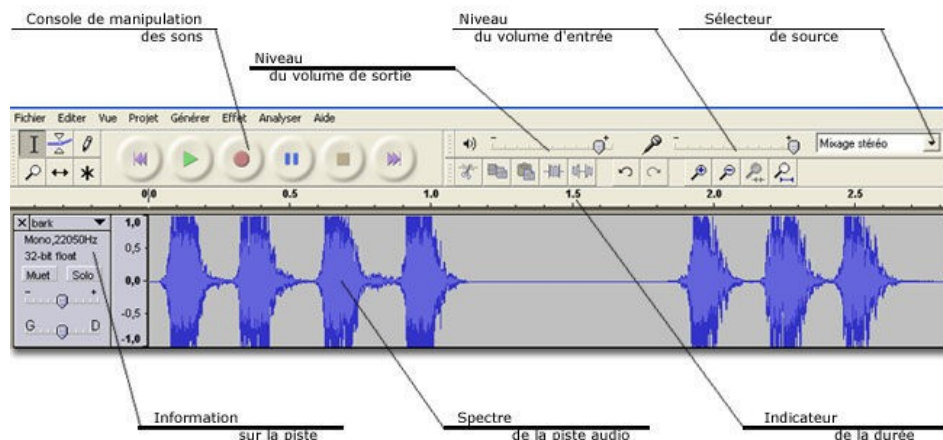 Console de manipulation
des sons
Niveau
du volume de sortie
Niveau
du volume d'entrée
Sélecteur
de source
Fichier Editer Vue Projet Générer Effet Analyser Aide
Mixage stéréo
0,0 0.5 1.0 1.5 2.0 2.5
bark
Mono,22050Hz
32-bit float
Muet Solo
- +
G D
1,0
0,5
0,0
-0,5
-1,0
Information
sur la piste
Spectre
de la piste audio
Indicateur
de la durée